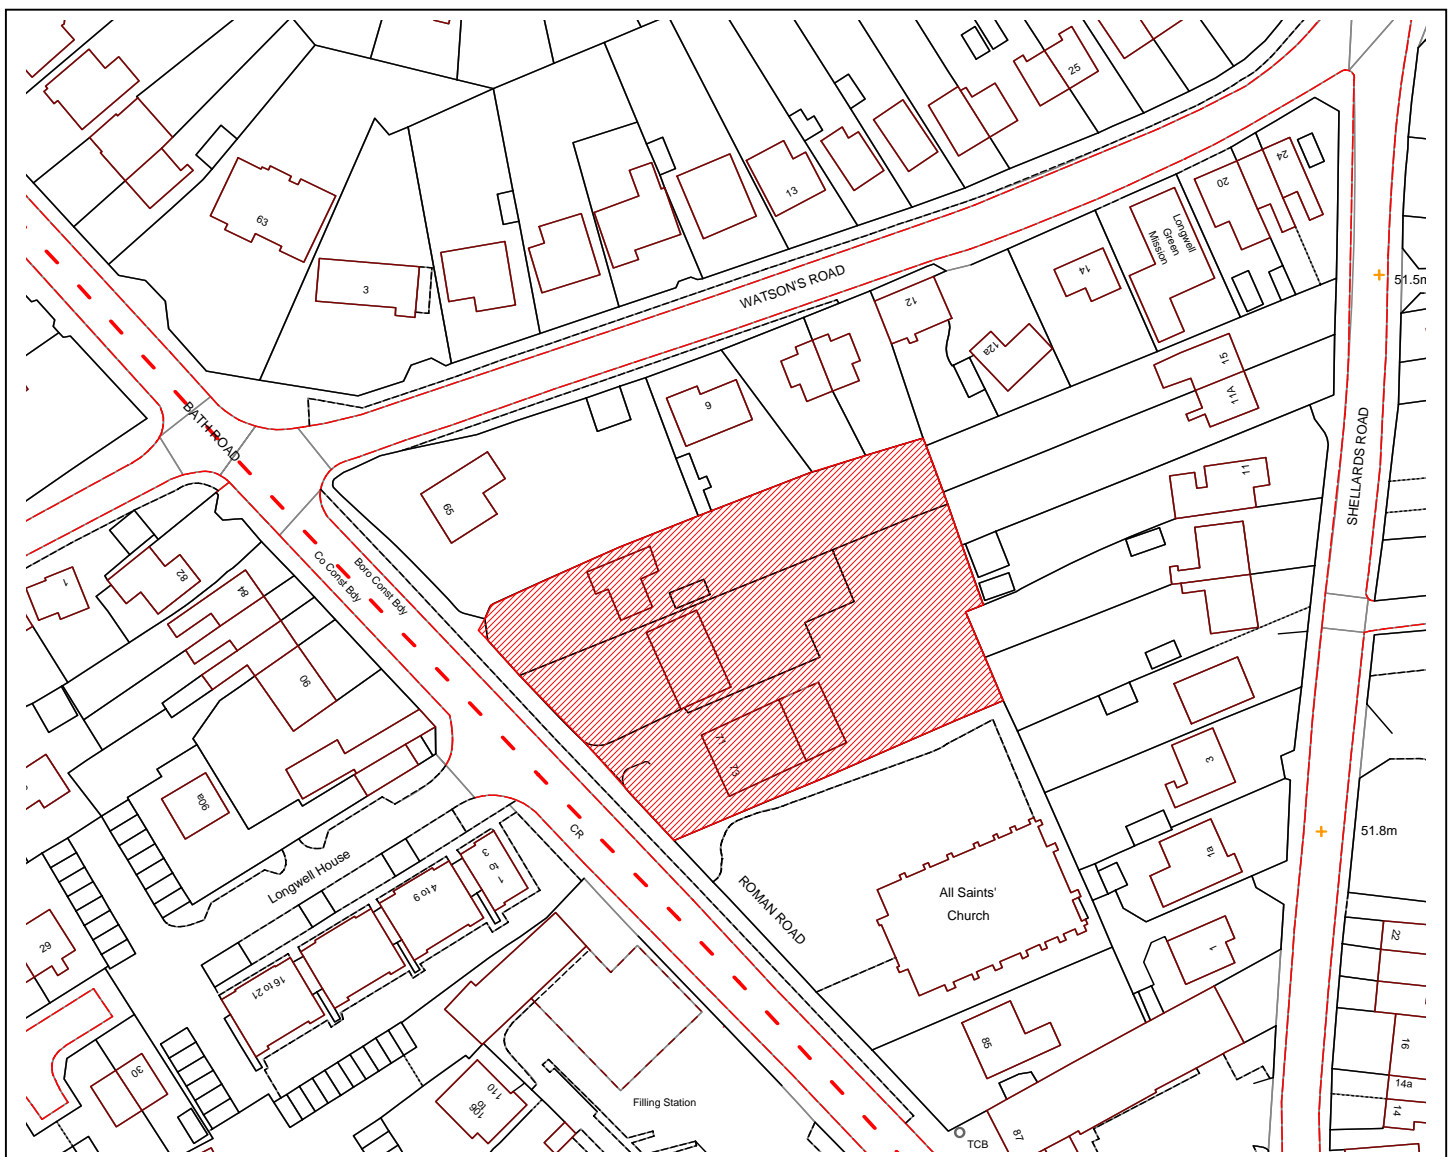 25
13
63
3
WATSON'S ROAD
24
20
Longwell
Green
Mission
14
12
12a
51.5m
15
11A
6
BATH ROAD
65
11
SHELLARDS ROAD
Boro Const Bdy
Co Const Bdy
82
1
84
90
71
73
3
90a
CR
51.8m
1a
Longwell House
1 to 3
4 to 9
ROMAN ROAD
All Saints'
Church
29
16 to 21
1
22
85
16
30
14a
14
106
to
110
Filling Station
87
TCB